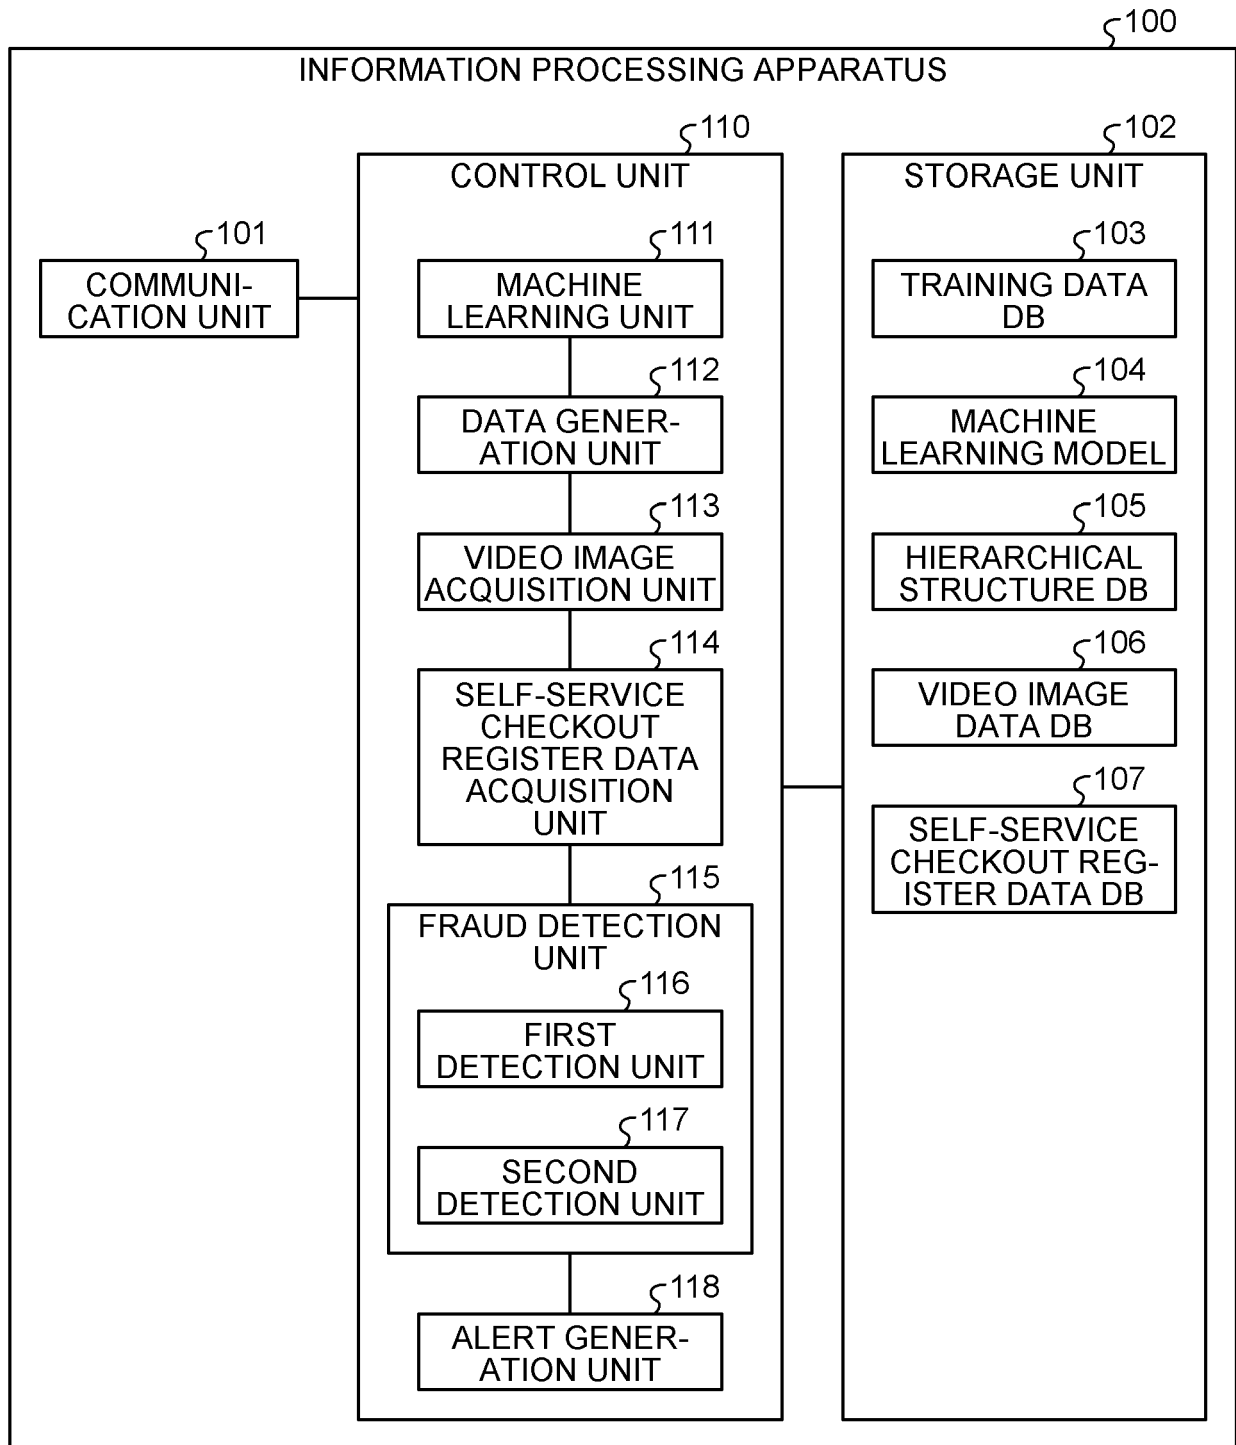 100
INFORMATION PROCESSING APPARATUS
110
CONTROL UNIT
102
STORAGE UNIT
101
COMMUNI-
CATION UNIT
111
MACHINE
LEARNING UNIT
112
DATA GENER-
ATION UNIT
113
VIDEO IMAGE
ACQUISITION UNIT
114
SELF-SERVICE
CHECKOUT
REGISTER DATA
ACQUISITION
UNIT
115
FRAUD DETECTION
UNIT
116
FIRST
DETECTION UNIT
117
SECOND
DETECTION UNIT
118
ALERT GENER-
ATION UNIT
103
TRAINING DATA
DB
104
MACHINE
LEARNING MODEL
105
HIERARCHICAL
STRUCTURE DB
106
VIDEO IMAGE
DATA DB
107
SELF-SERVICE
CHECKOUT REG-
ISTER DATA DB